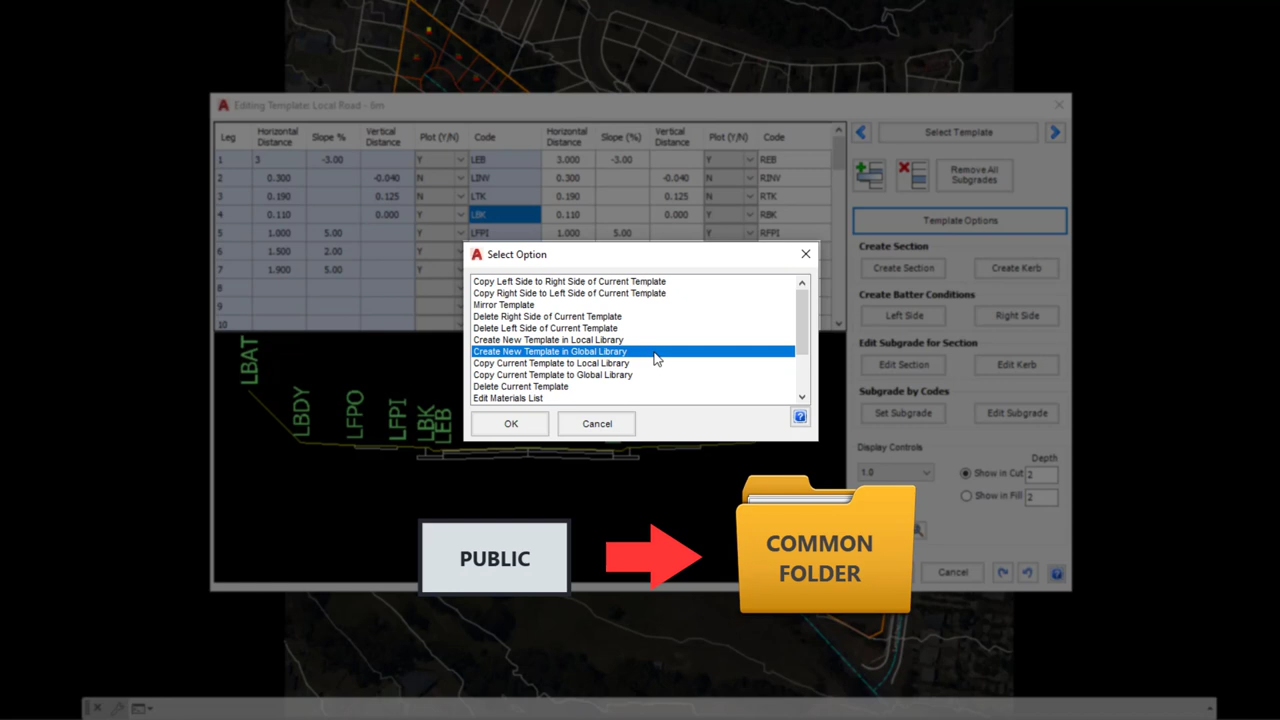 Editing Template: Local Road - 6m
Leg Horizontal Distance Slope % Vertical Distance Plot (Y/N) Code Horizontal Distance Slope (%) Vertical Distance Plot (Y/N) Code
1 3 -3.00 Y LEB 3.000 -3.00 Y REB
2 0.300 -0.040 N LINV 0.300 -0.040 N RINV
3 0.190 0.125 N LTK 0.190 0.125 N RTK
4 0.110 0.000 Y LBK 0.110 0.000 Y RBK
5 1.000 5.00 Y LFPI 1.000 5.00 Y RFPI
6 1.500 2.00 Y
7 1.900 5.00 Y
8
9
10
Select Template
Remove All
Subgrades
Template Options
Create Section
Create Section Create Kerb
Create Batter Conditions
Left Side Right Side
Edit Subgrade for Section
Edit Section Edit Kerb
Subgrade by Codes
Set Subgrade Edit Subgrade
Display Controls
Depth
1.0 Show in Cut 2
Show in Fill 2
Cancel
Select Option
Copy Left Side to Right Side of Current Template
Copy Right Side to Left Side of Current Template
Mirror Template
Delete Right Side of Current Template
Delete Left Side of Current Template
Create New Template in Local Library
Create New Template in Global Library
Copy Current Template to Local Library
Copy Current Template to Global Library
Delete Current Template
Edit Materials List
OK Cancel
LBAT
LBDY
LFPO
LFPI
LBK
LEB
PUBLIC
COMMON
FOLDER